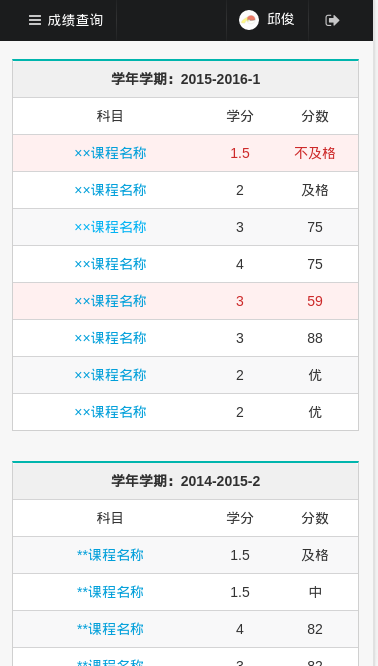 成绩查询 邱俊
学年学期：2015-2016-1
科目 学分 分数
××课程名称 1.5 不及格
××课程名称 2 及格
××课程名称 3 75
××课程名称 4 75
××课程名称 3 59
××课程名称 3 88
××课程名称 2 优
××课程名称 2 优
学年学期：2014-2015-2
科目 学分 分数
**课程名称 1.5 及格
**课程名称 1.5 中
**课程名称 4 82
**课程名称 3 82